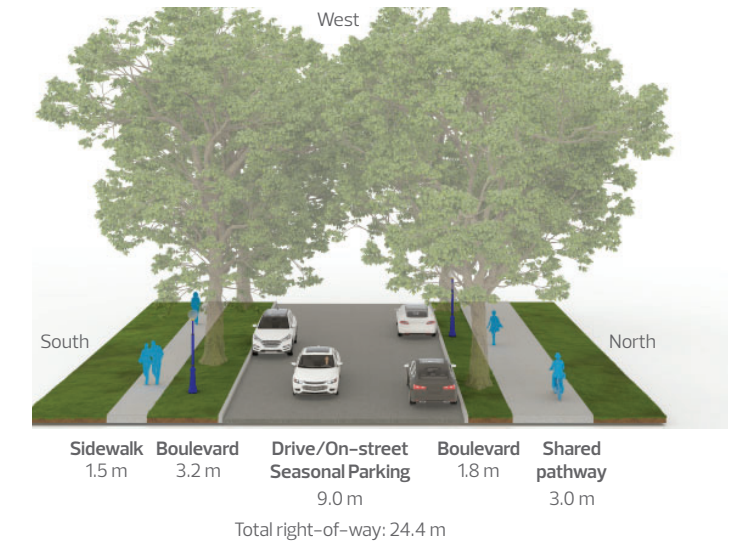 West
South
North
Sidewalk
1.5 m
Boulevard
3.2 m
Drive/On-street
Seasonal Parking
9.0 m
Boulevard
1.8 m
Shared
pathway
3.0 m
Total right-of-way: 24.4 m